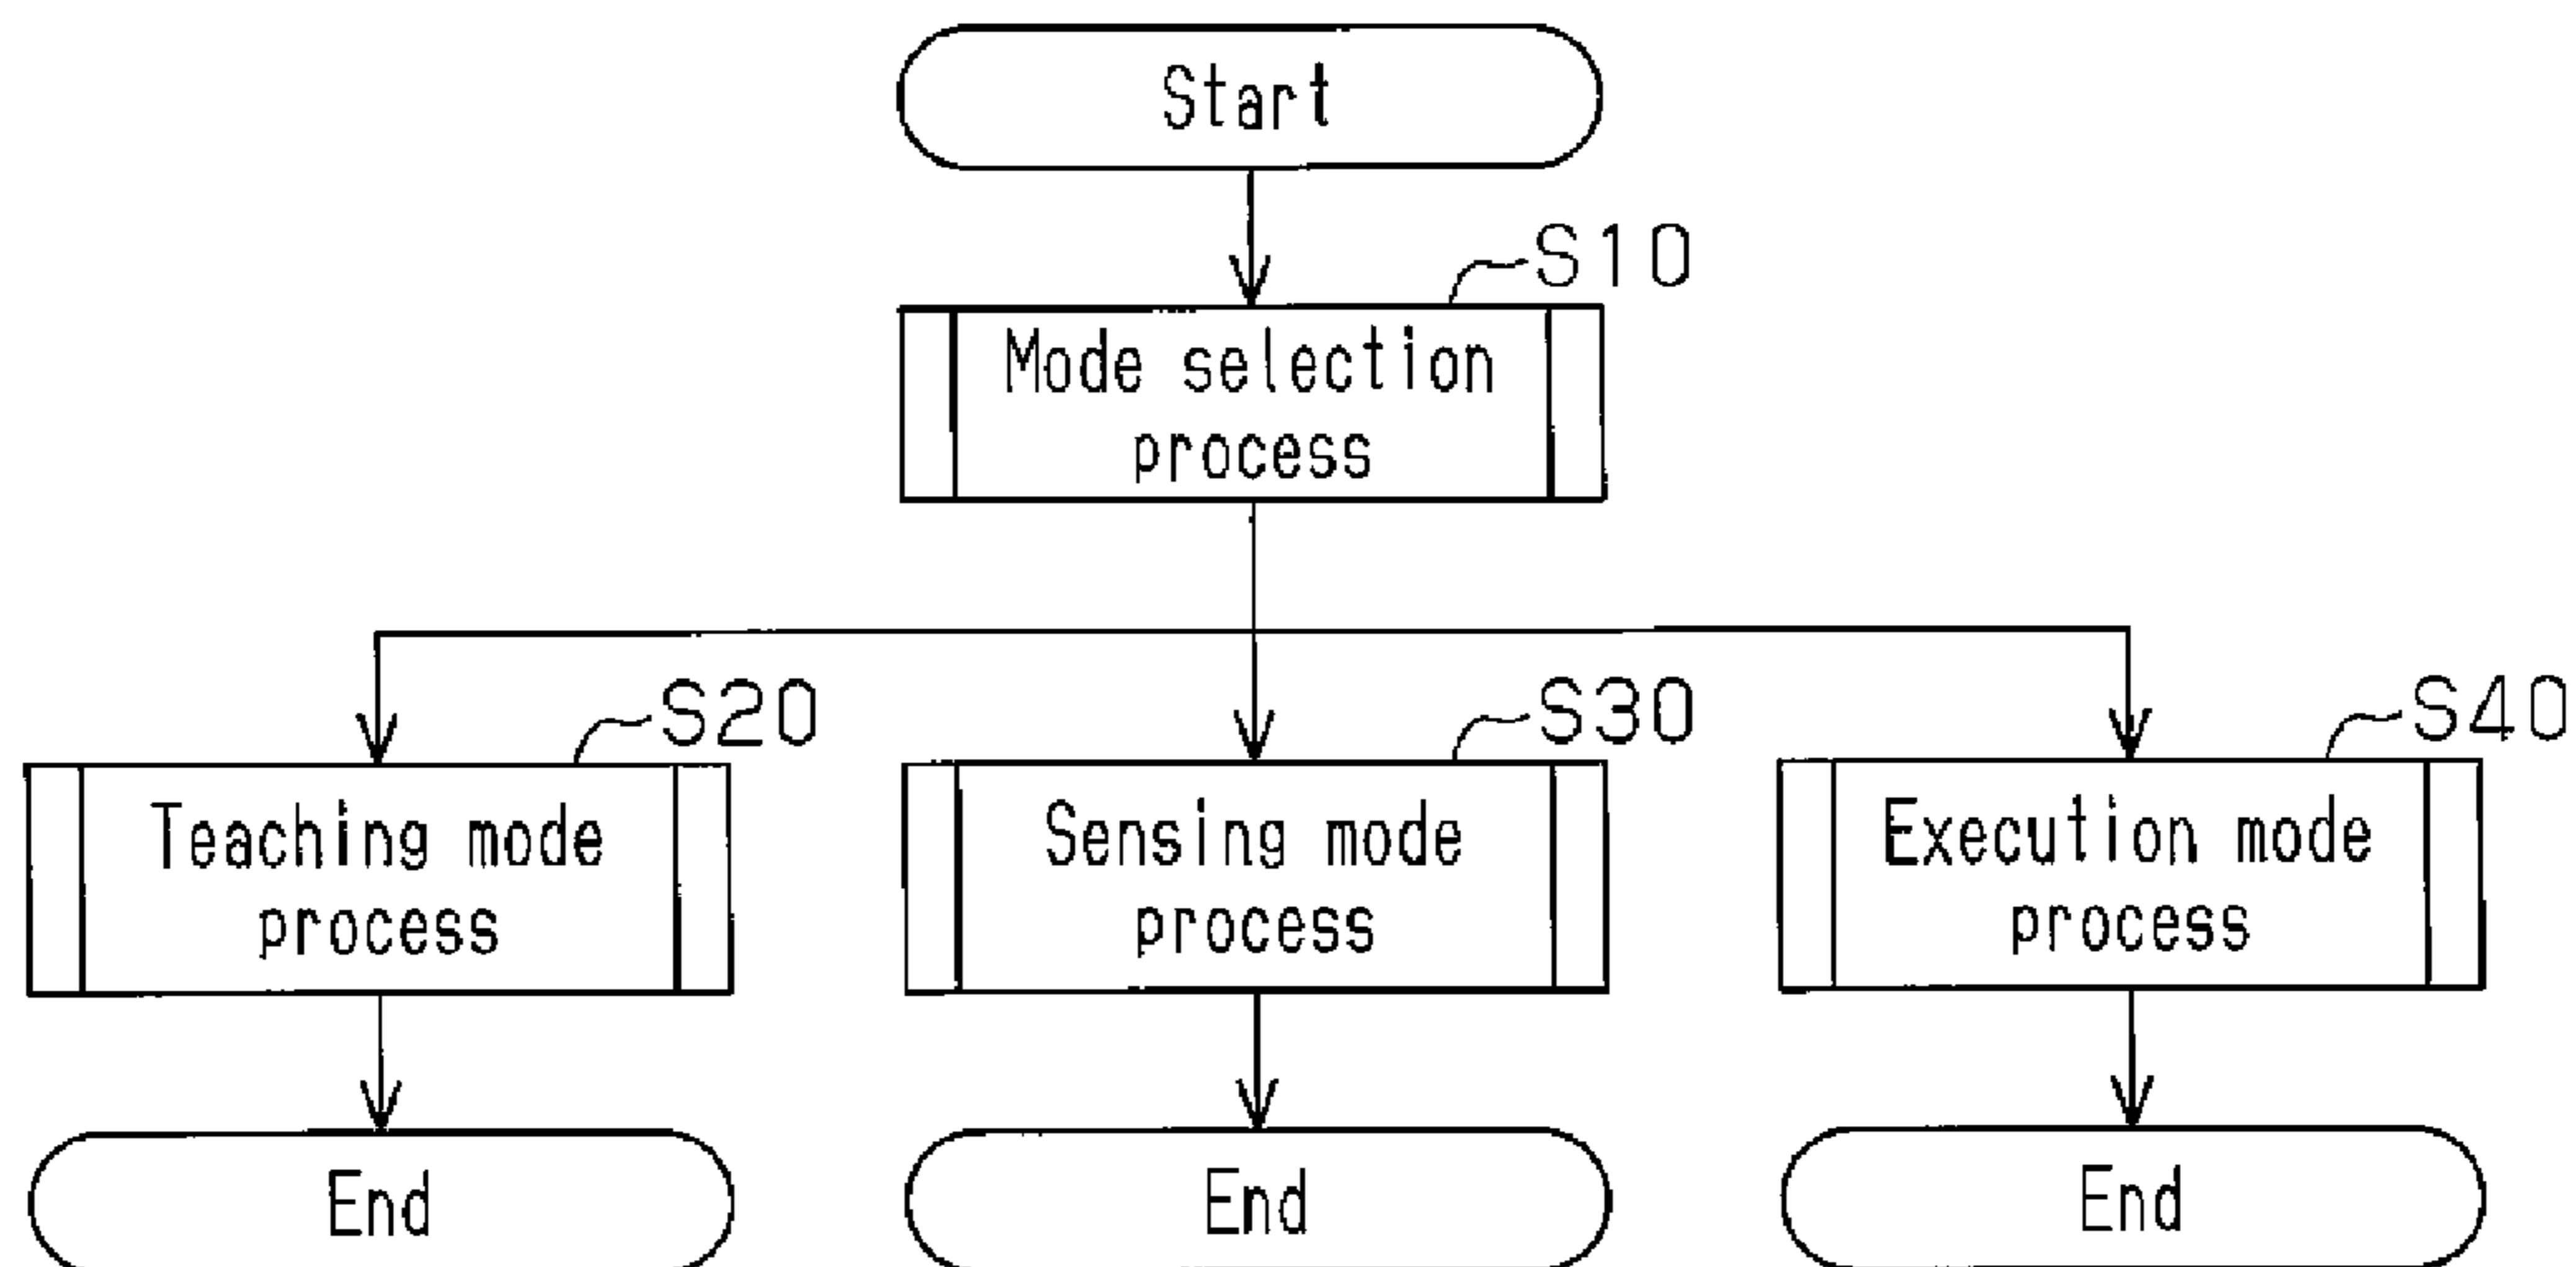 Start
S10
Mode selection
process
S20
S30
S40
Teaching mode
process
Sensing mode
process
Execution mode
process
End
End
End